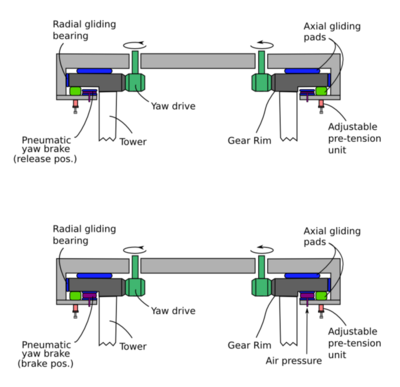 Radial gliding
bearing
Axial gliding
pads
Yaw drive
Pneumatic
yaw brake
(release pos.)
Tower
Gear Rim
Adjustable
pre-tension
unit
Radial gliding
bearing
Axial gliding
pads
Yaw drive
Pneumatic
yaw brake
(brake pos.)
Tower
Gear Rim
Air pressure
Adjustable
pre-tension
unit